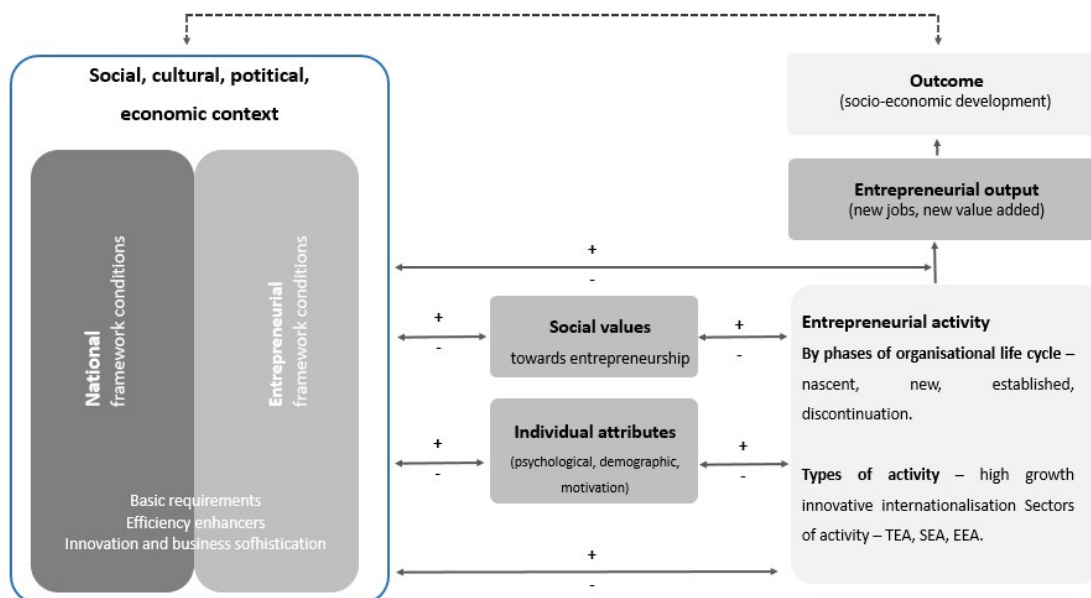 Social, cultural, potitical,
economic context
National
framework conditions
Entrepreneurial
framework conditions
Basic requirements
Efficiency enhancers
Innovation and business sofhistication
Outcome
(socio-economic development)
Entrepreneurial output
(new jobs, new value added)
+
-
+
-
Social values
towards entrepreneurship
+
-
+
-
Individual attributes
(psychological, demographic,
motivation)
+
-
Entrepreneurial activity
By phases of organisational life cycle –
nascent, new, established,
discontinuation.
Types of activity – high growth
innovative internationalisation Sectors
of activity – TEA, SEA, EEA.
+
-